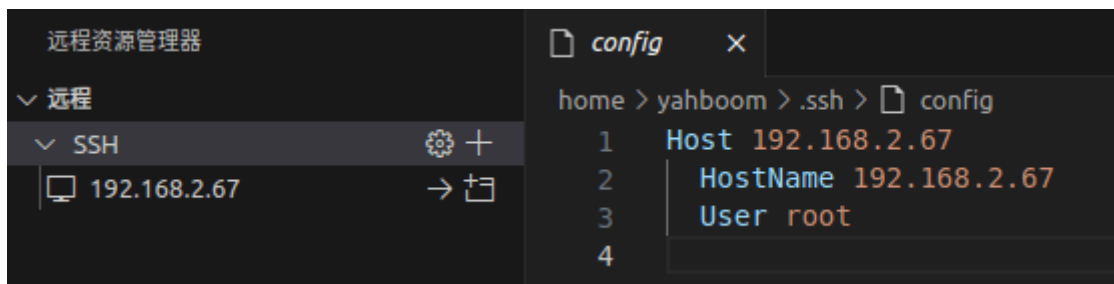 远程资源管理器
远程
SSH
192.168.2.67
config
home > yahboom > .ssh > config
1 Host 192.168.2.67
2 HostName 192.168.2.67
3 User root
4